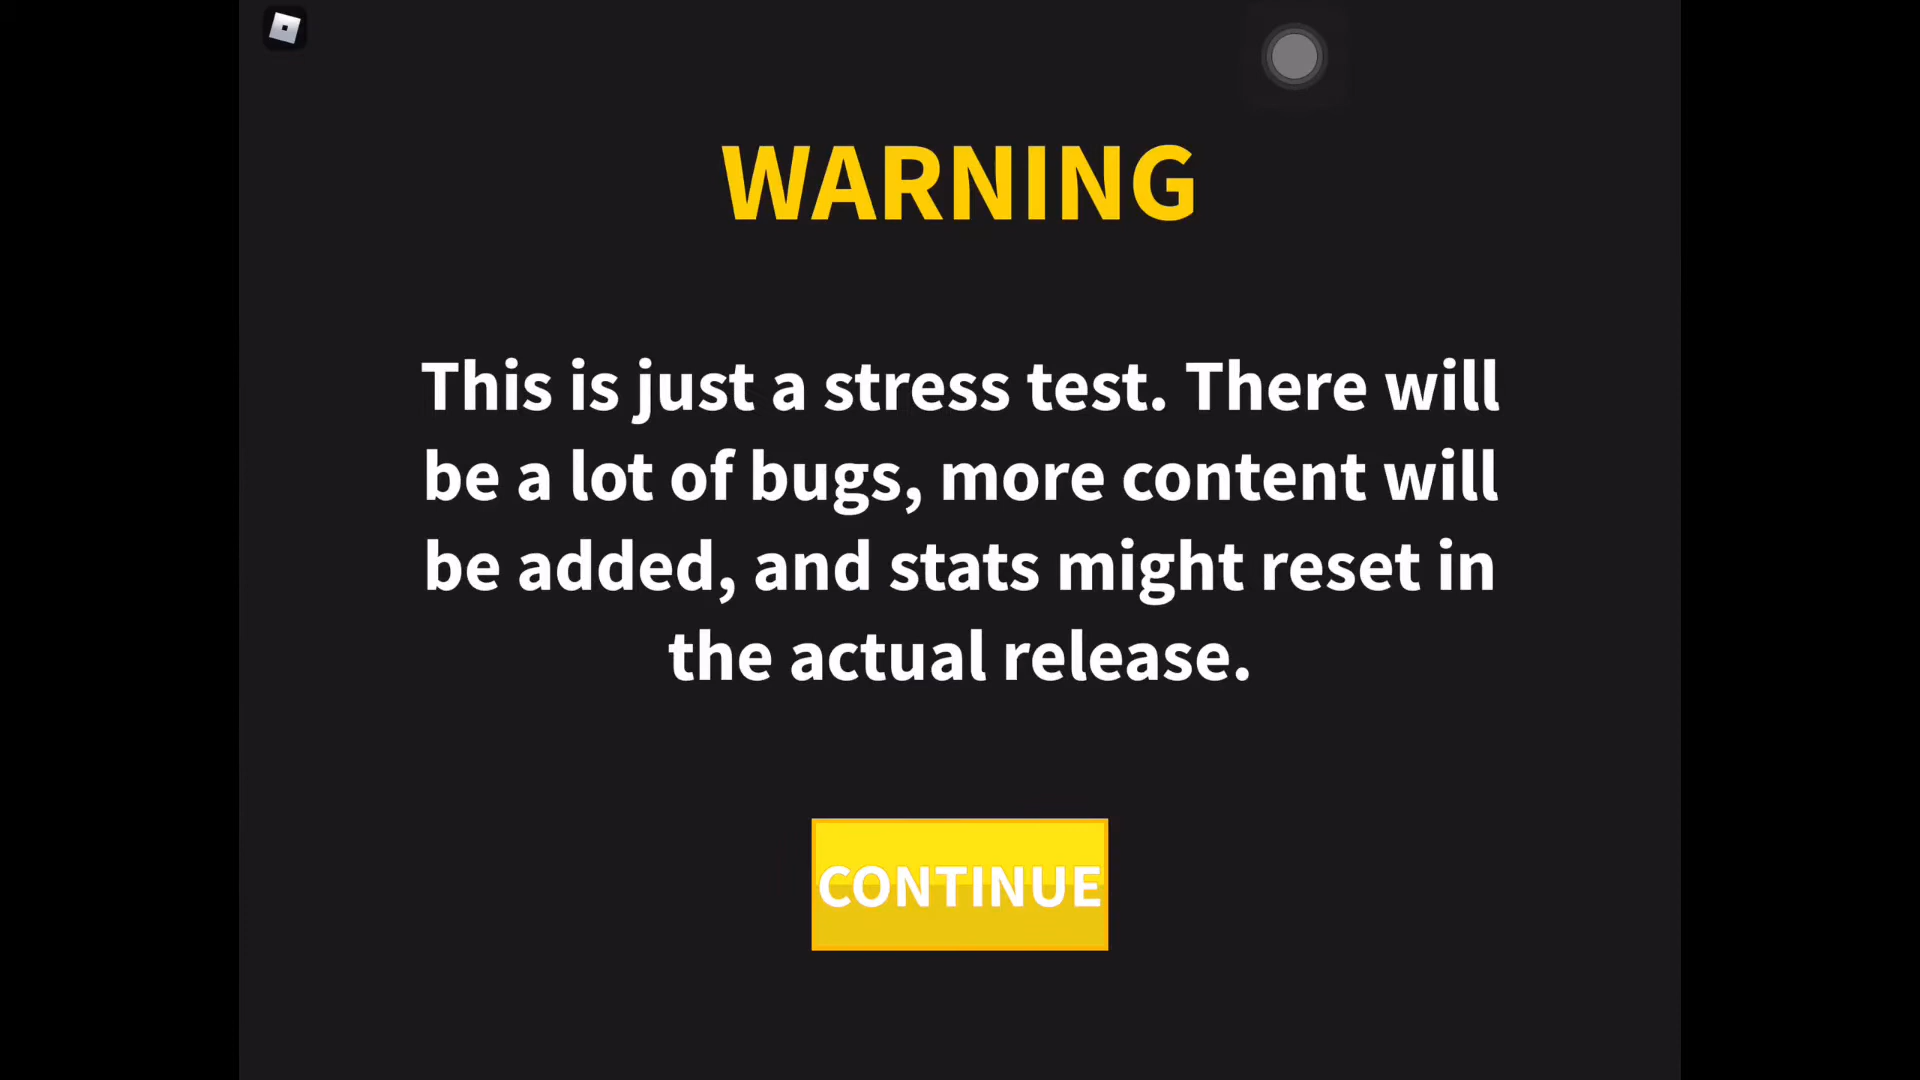 WARNING
This is just a stress test. There will
be a lot of bugs, more content will
be added, and stats might reset in
the actual release.
CONTINUE